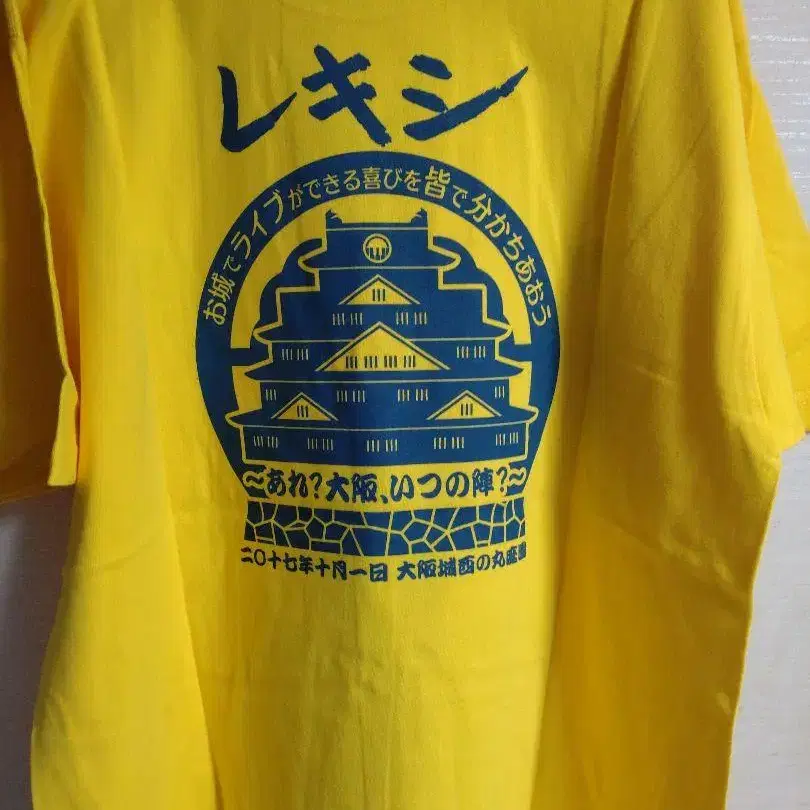 レキシ
お城でライブができる喜びを皆で分かちあおう
～あれ？大阪、いつの陣？～
二〇十七年十月一日 大阪城西の丸庭園